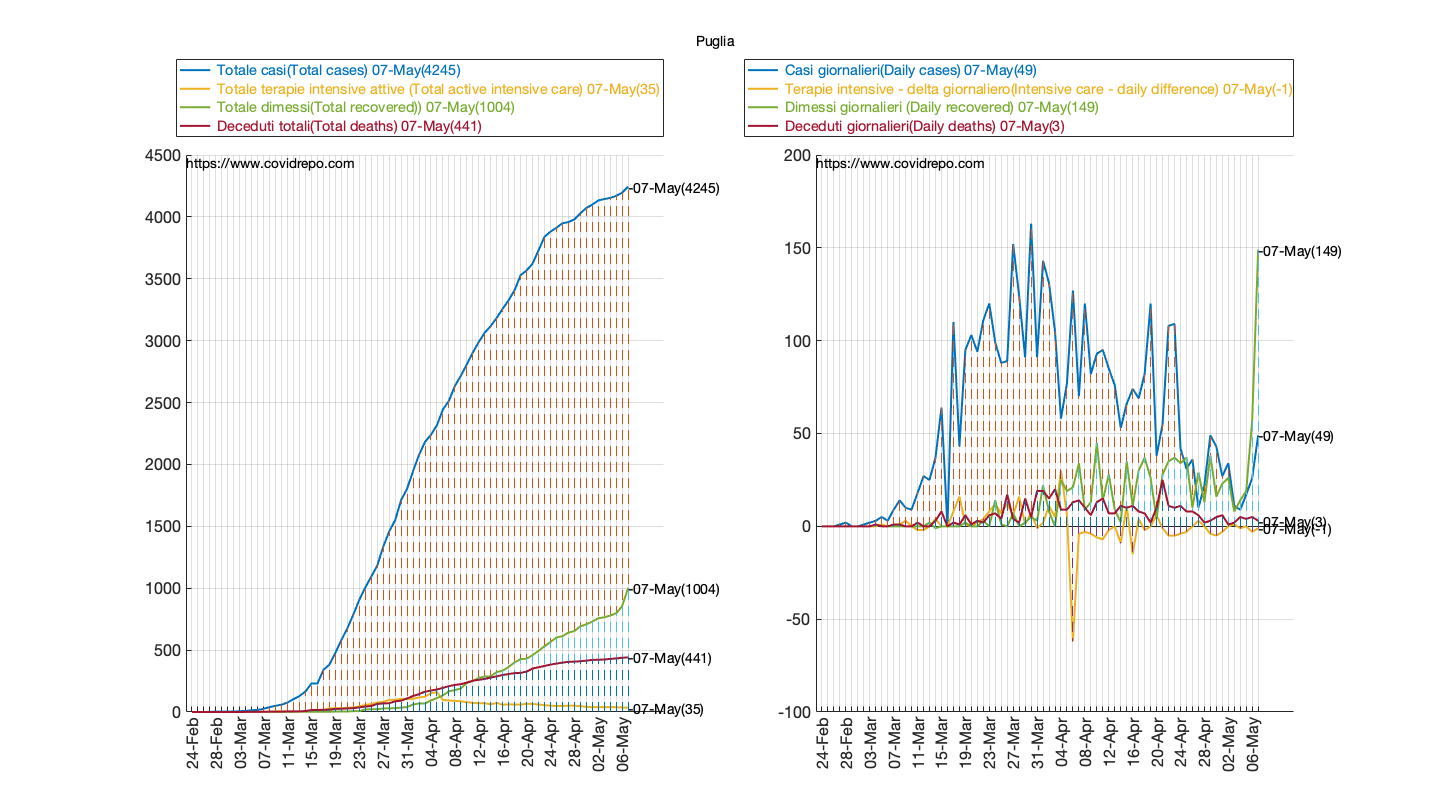 Puglia
Totale casi(Total cases) 07-May(4245)
Totale terapie intensive attive (Total active intensive care) 07-May(35)
Totale dimessi(Total recovered)) 07-May(1004)
Deceduti totali(Total deaths) 07-May(441)
https://www.covidrepo.com
4500
4000
3500
3000
2500
2000
1500
1000
500
0
07-May(4245)
07-May(1004)
07-May(441)
07-May(35)
24-Feb
28-Feb
03-Mar
07-Mar
11-Mar
15-Mar
19-Mar
23-Mar
27-Mar
31-Mar
04-Apr
08-Apr
12-Apr
16-Apr
20-Apr
24-Apr
28-Apr
02-May
06-May
Casi giornalieri(Daily cases) 07-May(49)
Terapie intensive - delta giornaliero(Intensive care - daily difference) 07-May(-1)
Dimessi giornalieri (Daily recovered) 07-May(149)
Deceduti giornalieri(Daily deaths) 07-May(3)
https://www.covidrepo.com
200
150
100
50
0
-50
-100
07-May(149)
07-May(49)
07-May(3)
07-May(-1)
24-Feb
28-Feb
03-Mar
07-Mar
11-Mar
15-Mar
19-Mar
23-Mar
27-Mar
31-Mar
04-Apr
08-Apr
12-Apr
16-Apr
20-Apr
24-Apr
28-Apr
02-May
06-May